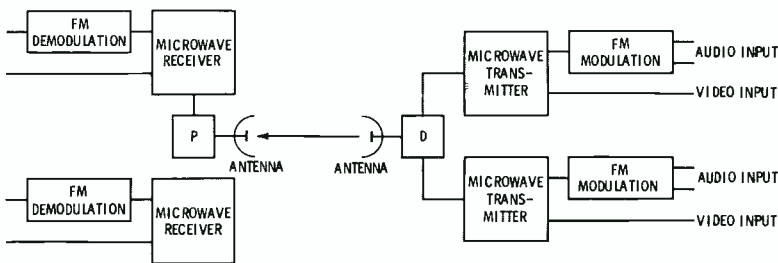 FM
DEMODULATION
MICROWAVE
RECEIVER
P
ANTENNA
FM
DEMODULATION
MICROWAVE
RECEIVER
ANTENNA
D
MICROWAVE
TRANS-
MITTER
FM
MODULATION
AUDIO INPUT
VIDEO INPUT
MICROWAVE
TRANS-
MITTER
FM
MODULATION
AUDIO INPUT
VIDEO INPUT